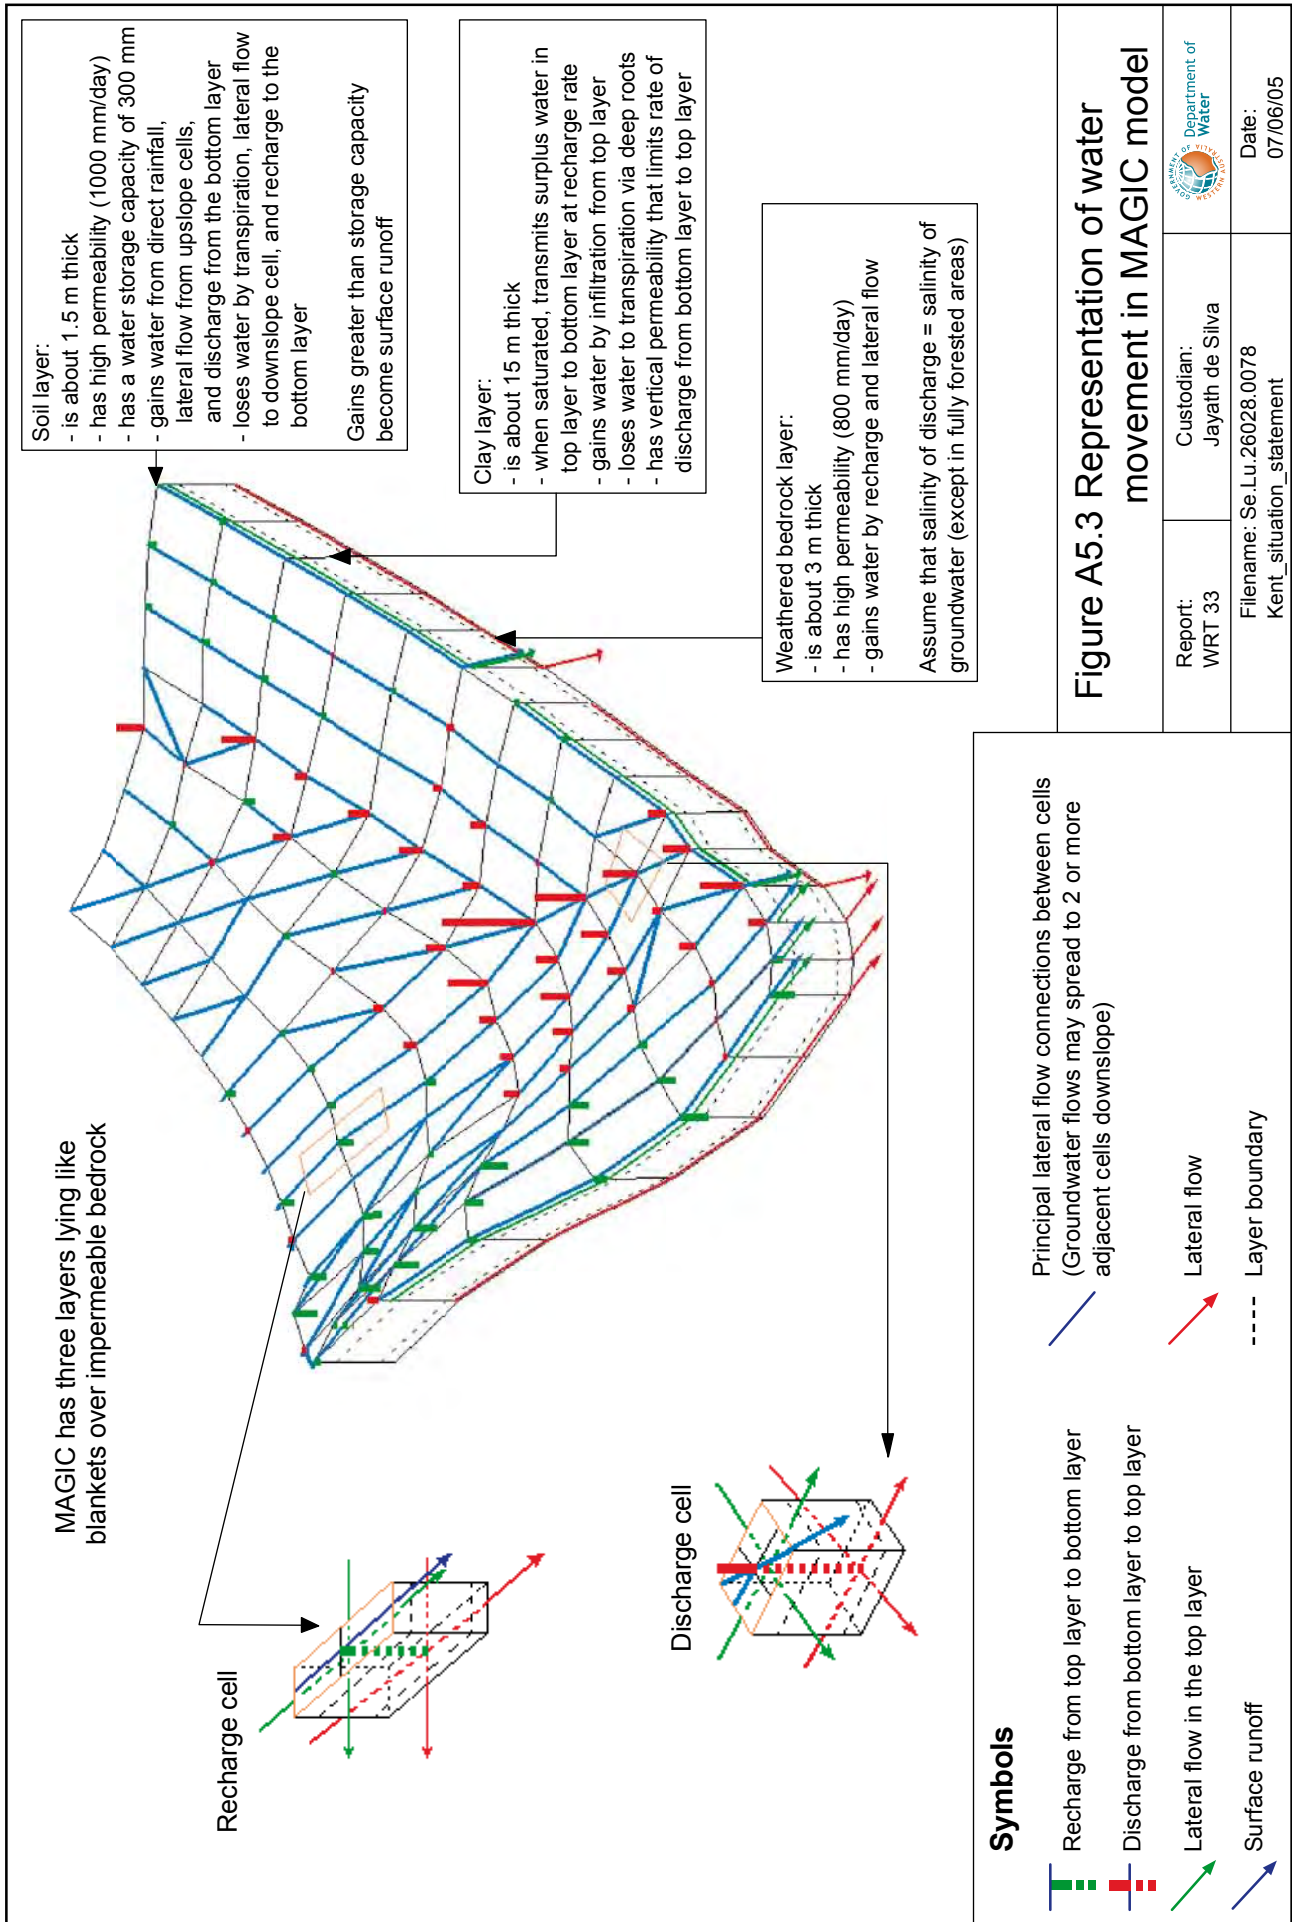 MAGIC has three layers lying like
blankets over impermeable bedrock
Soil layer:
- is about 1.5 m thick
- has high permeability (1000 mm/day)
- has a water storage capacity of 300 mm
- gains water from direct rainfall,
lateral flow from upslope cells,
and discharge from the bottom layer
- loses water by transpiration, lateral flow
to downslope cell, and recharge to the
bottom layer
Gains greater than storage capacity
become surface runoff
Recharge cell
Clay layer:
- is about 15 m thick
- when saturated, transmits surplus water in
top layer to bottom layer at recharge rate
- gains water by infiltration from top layer
- loses water to transpiration via deep roots
- has vertical permeability that limits rate of
discharge from bottom layer to top layer
Discharge cell
Weathered bedrock layer:
- is about 3 m thick
- has high permeability (800 mm/day)
- gains water by recharge and lateral flow
Assume that salinity of discharge = salinity of
groundwater (except in fully forested areas)
Symbols
Recharge from top layer to bottom layer
Discharge from bottom layer to top layer
Lateral flow in the top layer
Surface runoff
Principal lateral flow connections between cells
(Groundwater flows may spread to 2 or more
adjacent cells downslope)
Lateral flow
Layer boundary
Figure A5.3 Representation of water
movement in MAGIC model
Report:
WRT 33
Custodian:
Jayath de Silva
GOVERNMENT OF
WESTERN AUSTRALIA
Department of
Water
Filename: Se.Lu.26028.0078
Kent_situation_statement
Date:
07/06/05